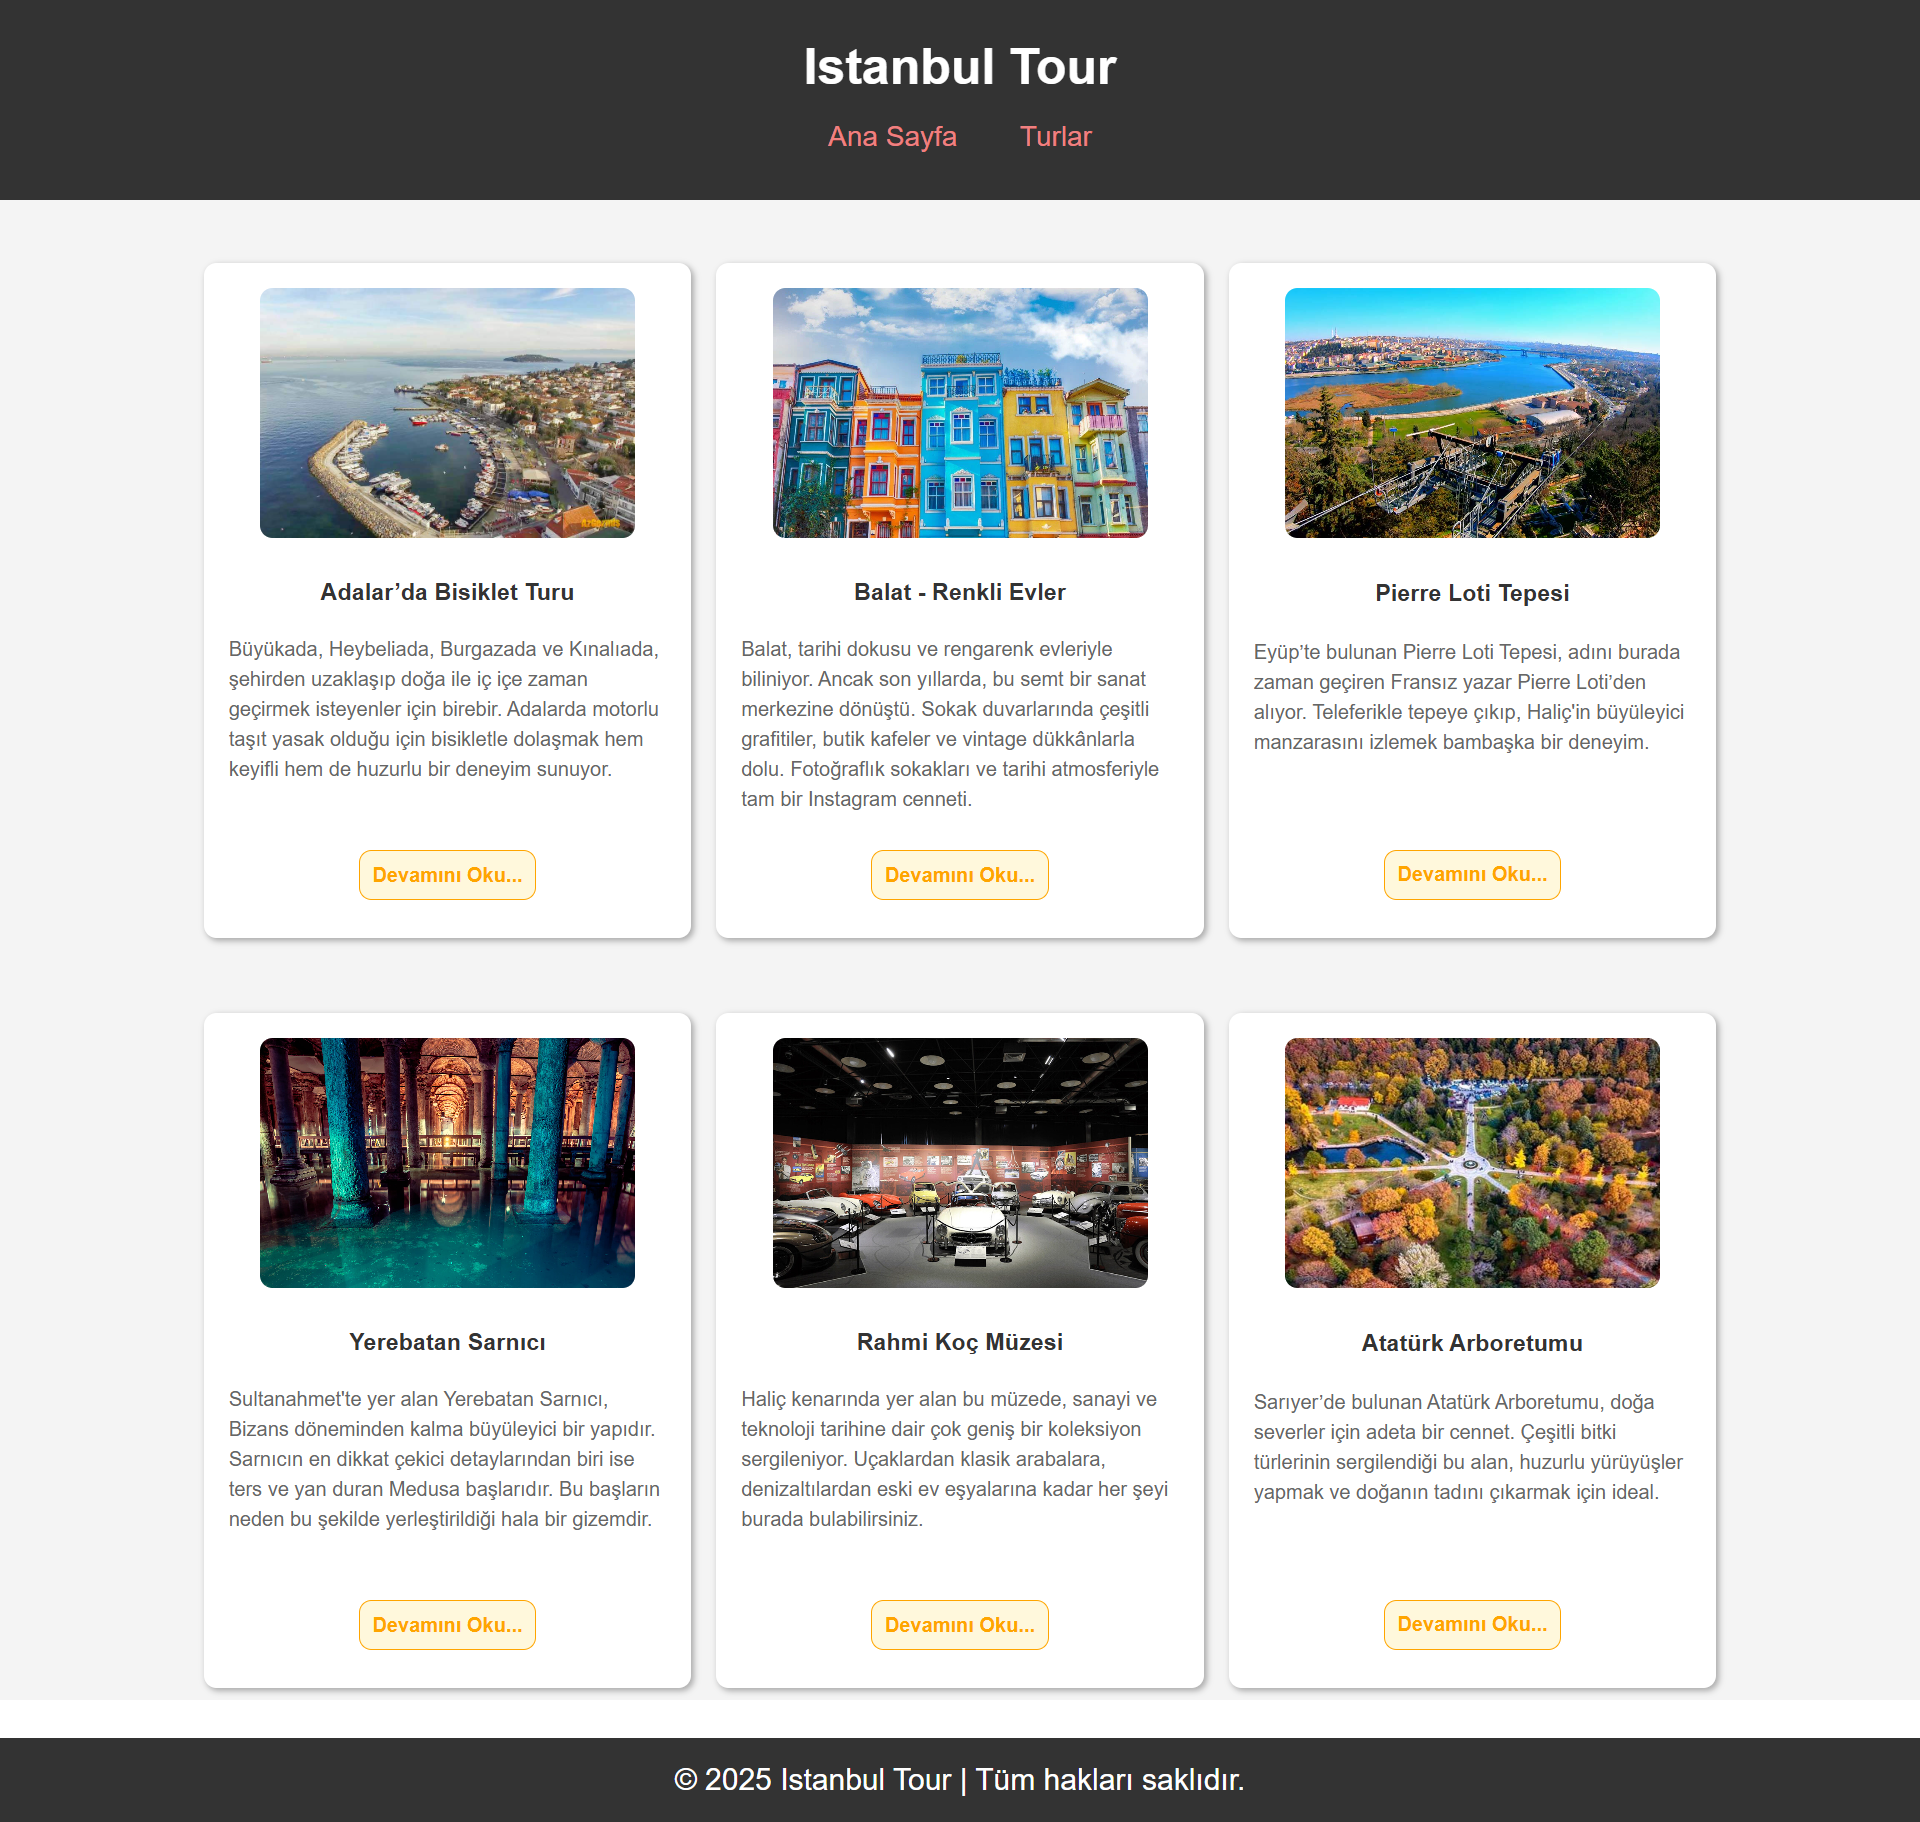 Istanbul Tour
Ana Sayfa Turlar
Adalar’da Bisiklet Turu
Büyükada, Heybeliada, Burgazada ve Kınalıada,
şehirden uzaklaşıp doğa ile iç içe zaman
geçirmek isteyenler için birebir. Adalarda motorlu
taşıt yasak olduğu için bisikletle dolaşmak hem
keyifli hem de huzurlu bir deneyim sunuyor.
Devamını Oku...
Balat - Renkli Evler
Balat, tarihi dokusu ve rengarenk evleriyle
biliniyor. Ancak son yıllarda, bu semt bir sanat
merkezine dönüştü. Sokak duvarlarında çeşitli
grafitiler, butik kafeler ve vintage dükkânlarla
dolu. Fotoğraflık sokakları ve tarihi atmosferiyle
tam bir Instagram cenneti.
Devamını Oku...
Pierre Loti Tepesi
Eyüp’te bulunan Pierre Loti Tepesi, adını burada
zaman geçiren Fransız yazar Pierre Loti’den
alıyor. Teleferikle tepeye çıkıp, Haliç'in büyüleyici
manzarasını izlemek bambaşka bir deneyim.
Devamını Oku...
Yerebatan Sarnıcı
Sultanahmet'te yer alan Yerebatan Sarnıcı,
Bizans döneminden kalma büyüleyici bir yapıdır.
Sarnıcın en dikkat çekici detaylarından biri ise
ters ve yan duran Medusa başlarıdır. Bu başların
neden bu şekilde yerleştirildiği hala bir gizemdir.
Devamını Oku...
Rahmi Koç Müzesi
Haliç kenarında yer alan bu müzede, sanayi ve
teknoloji tarihine dair çok geniş bir koleksiyon
sergileniyor. Uçaklardan klasik arabalara,
denizaltılardan eski ev eşyalarına kadar her şeyi
burada bulabilirsiniz.
Devamını Oku...
Atatürk Arboretumu
Sarıyer’de bulunan Atatürk Arboretumu, doğa
severler için adeta bir cennet. Çeşitli bitki
türlerinin sergilendiği bu alan, huzurlu yürüyüşler
yapmak ve doğanın tadını çıkarmak için ideal.
Devamını Oku...
© 2025 Istanbul Tour | Tüm hakları saklıdır.